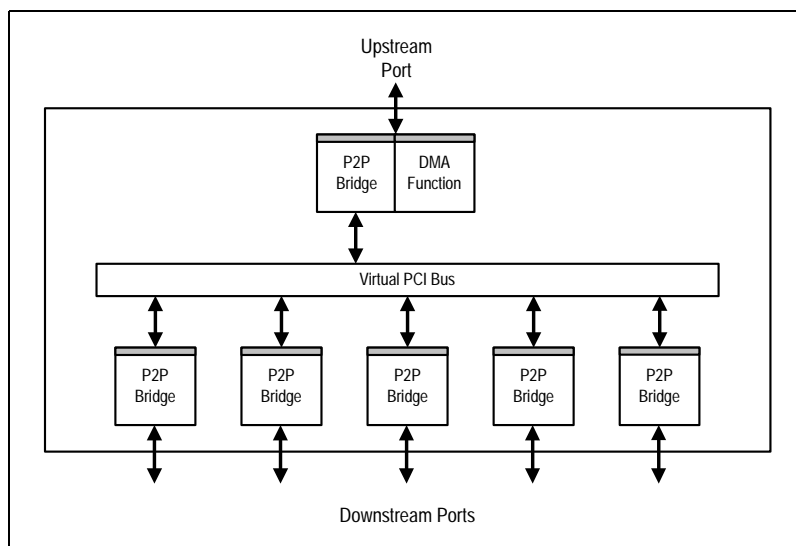 Upstream
Port
P2P
Bridge
DMA
Function
Virtual PCI Bus
P2P
Bridge
P2P
Bridge
P2P
Bridge
P2P
Bridge
P2P
Bridge
Downstream Ports